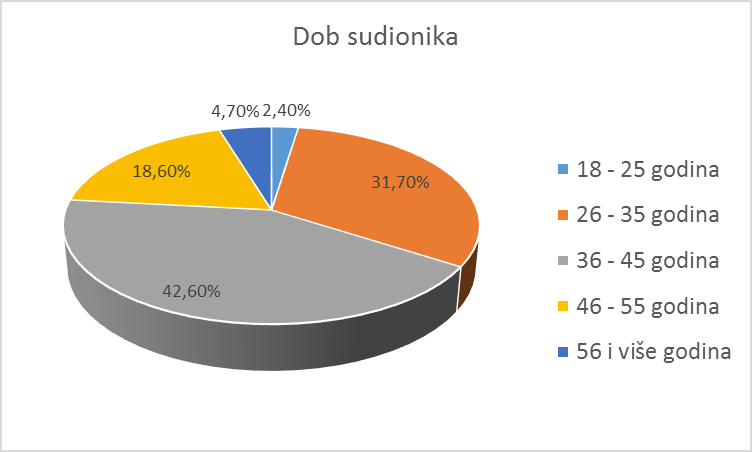 Dob sudionika
4,70% 2,40%
18,60%
31,70%
42,60%
18 - 25 godina
26 - 35 godina
36 - 45 godina
46 - 55 godina
56 i više godina